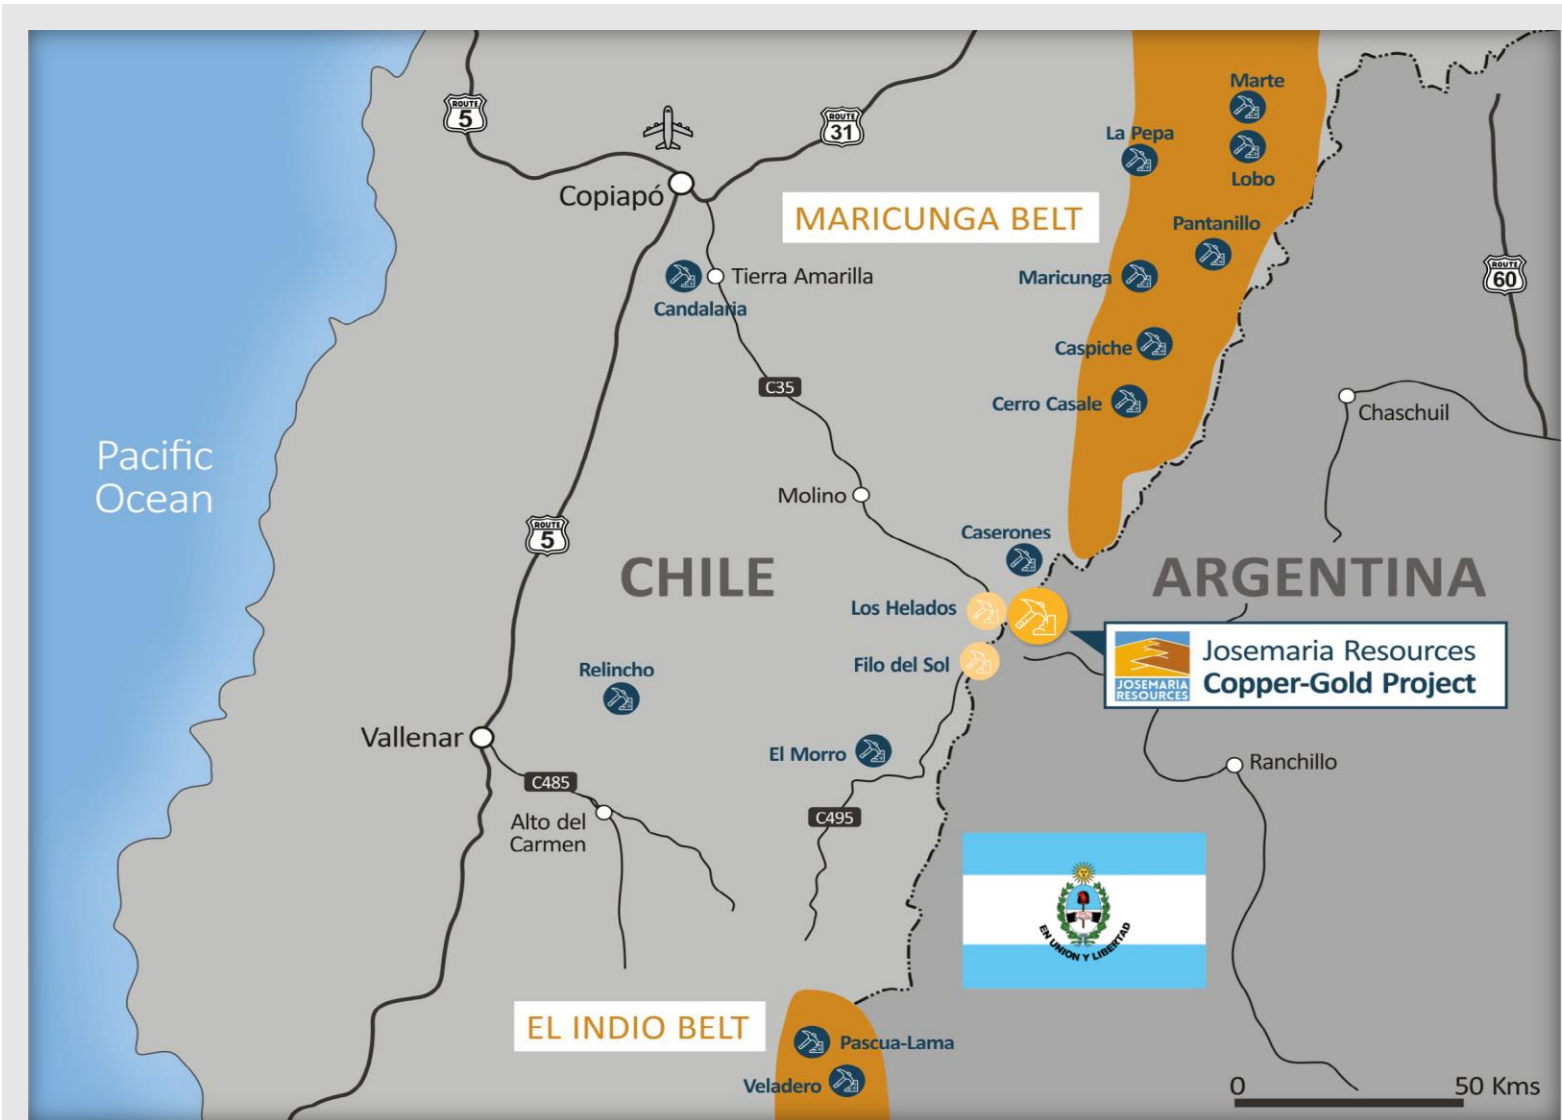 Marte
ROUTE
5
ROUTE
31
La Pepa
Lobo
Copiapó
MARICUNGA BELT
Pantanillo
ROUTE
60
Tierra Amarilla
Maricunga
Candalaria
Caspiche
C35
Cerro Casale
Chaschuil
Pacific
Ocean
Molino
ROUTE
5
Caserones
CHILE
ARGENTINA
Los Helados
JOSEMARIA
RESOURCES
Josemaria Resources
Copper-Gold Project
Filo del Sol
Relincho
Vallenar
El Morro
Ranchillo
C485
C495
Alto del
Carmen
EN UNION Y LIBERTAD
EL INDIO BELT
Pascua-Lama
Veladero
0 50 Kms